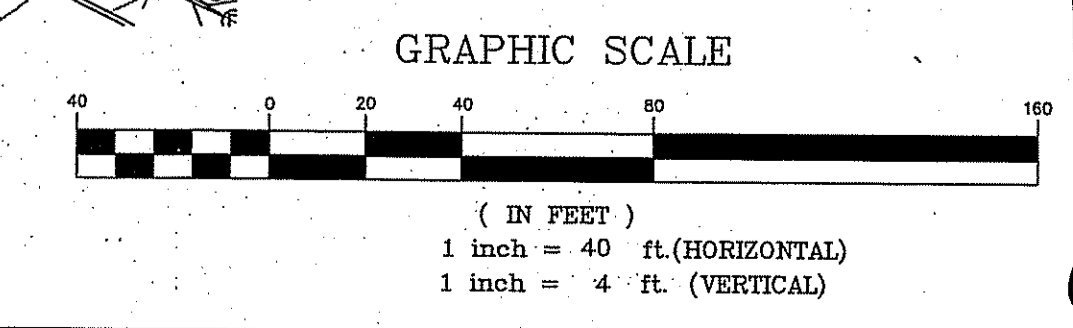 GRAPHIC SCALE
40 0 20 40 80 160
( IN FEET )
1 inch = 40 ft.(HORIZONTAL)
1 inch = 4 ft. (VERTICAL)